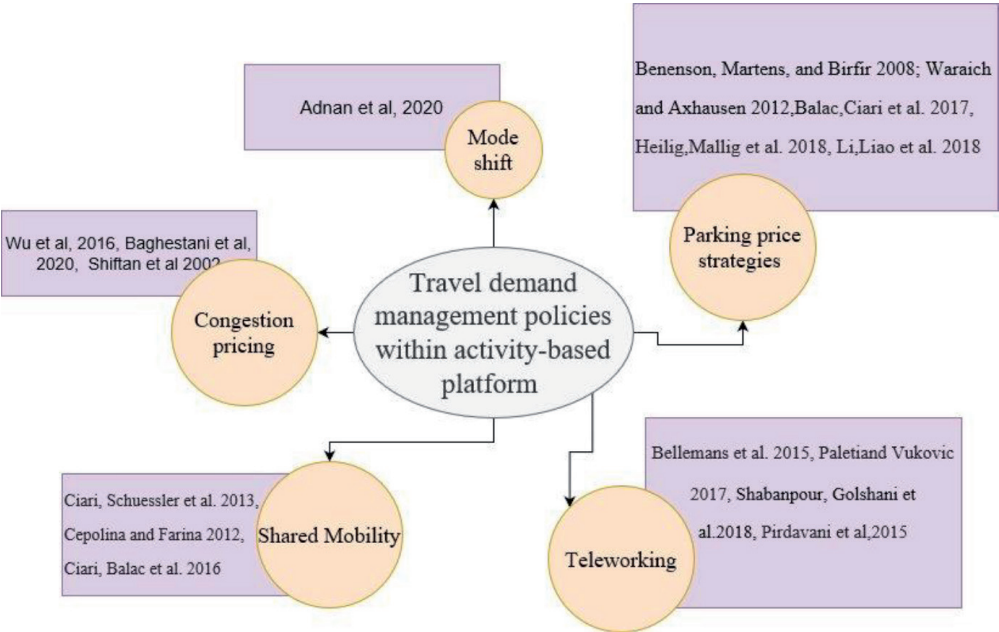 Benenson, Martens, and Birfir 2008; Waraich
and Axhausen 2012,Balac,Ciari et al. 2017,
Heilig,Mallig et al. 2018, Li,Liao et al. 2018
Adnan et al, 2020
Mode
shift
Parking price
strategies
Wu et al, 2016, Baghestani et al,
2020, Shiftan et al 2002
Congestion
pricing
Travel demand
management policies
within activity-based
platform
Ciari, Schuessler et al. 2013,
Cepolina and Farina 2012,
Ciari, Balac et al. 2016
Shared Mobility
Bellemans et al. 2015, Paletiand Vukovic
2017, Shabanpour, Golshani et
al.2018, Pirdavani et al,2015
Teleworking